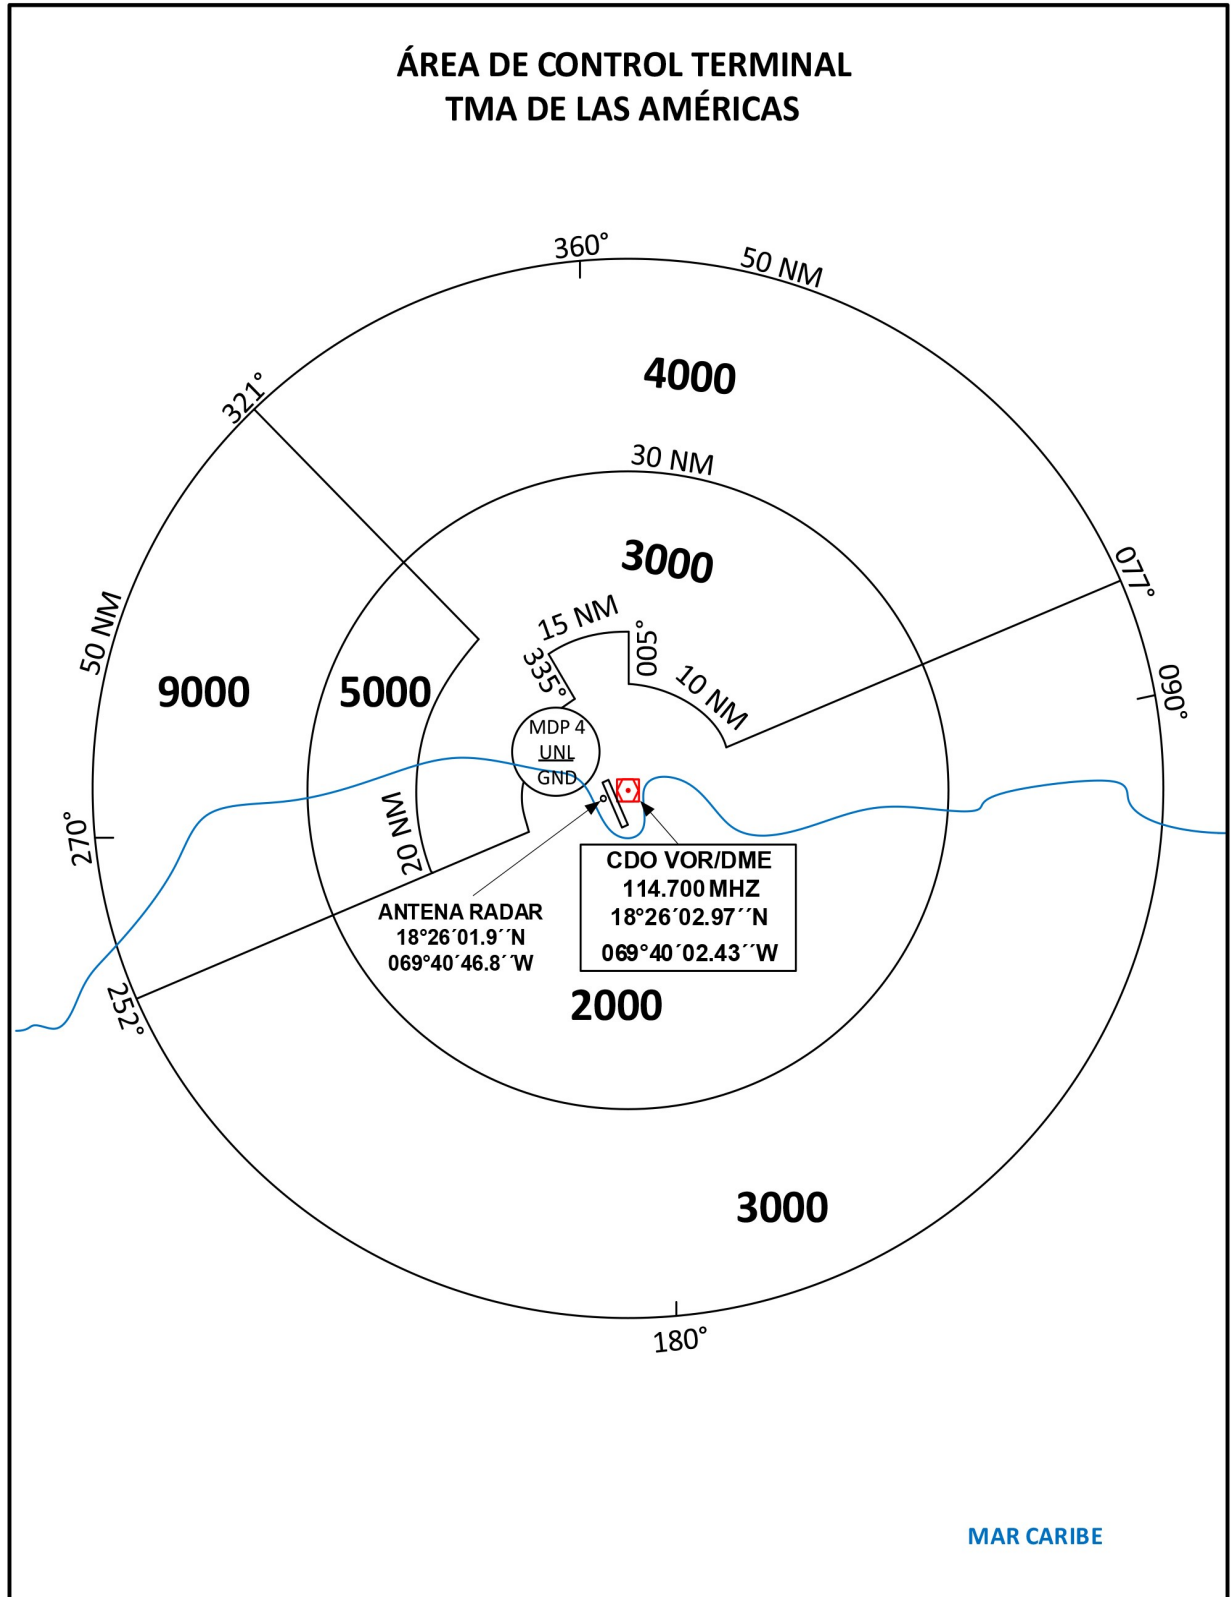 ÁREA DE CONTROL TERMINAL
TMA DE LAS AMÉRICAS
360°
50 NM
4000
321°
30 NM
3000
077°
50 NM
15 NM
005°
335°
10 NM
090°
9000
5000
MDP 4
UNL
GND
270°
20 NM
CDO VOR/DME
114.700 MHZ
18°26´02.97´´N
069°40´02.43´´W
ANTENA RADAR
18°26´01.9´´N
069°40´46.8´´W
252°
2000
3000
180°
MAR CARIBE